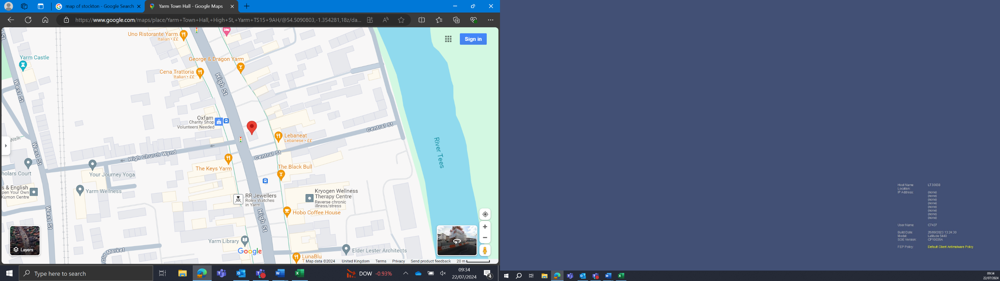 map of stockton - Google Search
Yarm Town Hall - Google Maps
https://www.google.com/maps/place/Yarm+Town+Hall,+High+St,+Yarm+TS15+9AH/@54.5090803,-1.354281,18z/da...
Sign in
Uno Ristorante Yarm
Italian • ££
Yarm Castle
George & Dragon Yarm
Cena Trattoria
Italian • ££
High St
West St
Oxfam
Charity Shop
Volunteers Needed
Lebaneat
Lebanese • ££
Central St
River Tees
Walk
West St
High Church Wynd
Central St
The Keys Yarm
The Black Bull
holars Court
Your Journey Yoga
s & English
pen Your Own
Kumon Centre
Yarm Wellness
RR Jewellers
Rolex Watches
in Yarm
Kryogen Wellness
Therapy Centre
Reverse chronic
illness/stress
Hobo Coffee House
West St
High St
Yarm Library
Layers
Old Market
Google
Elder Lester Architects
LunaBlu
T Map data ©2024 United Kingdom Terms Privacy Send product feedback 20 m
Type here to search
DOW -0.93%
09:34
22/07/2024
4
Host Name: LT30038
Location:
IP Address: (none)
(none)
(none)
(none)
(none)
(none)
(none)
(none)
User Name: C7437
Build Date: 25/09/2023 13:24:30
Model: Latitude 5440
SOE Version: CP10035A
FEP Policy: Default Client Antimalware Policy
09:34
22/07/2024